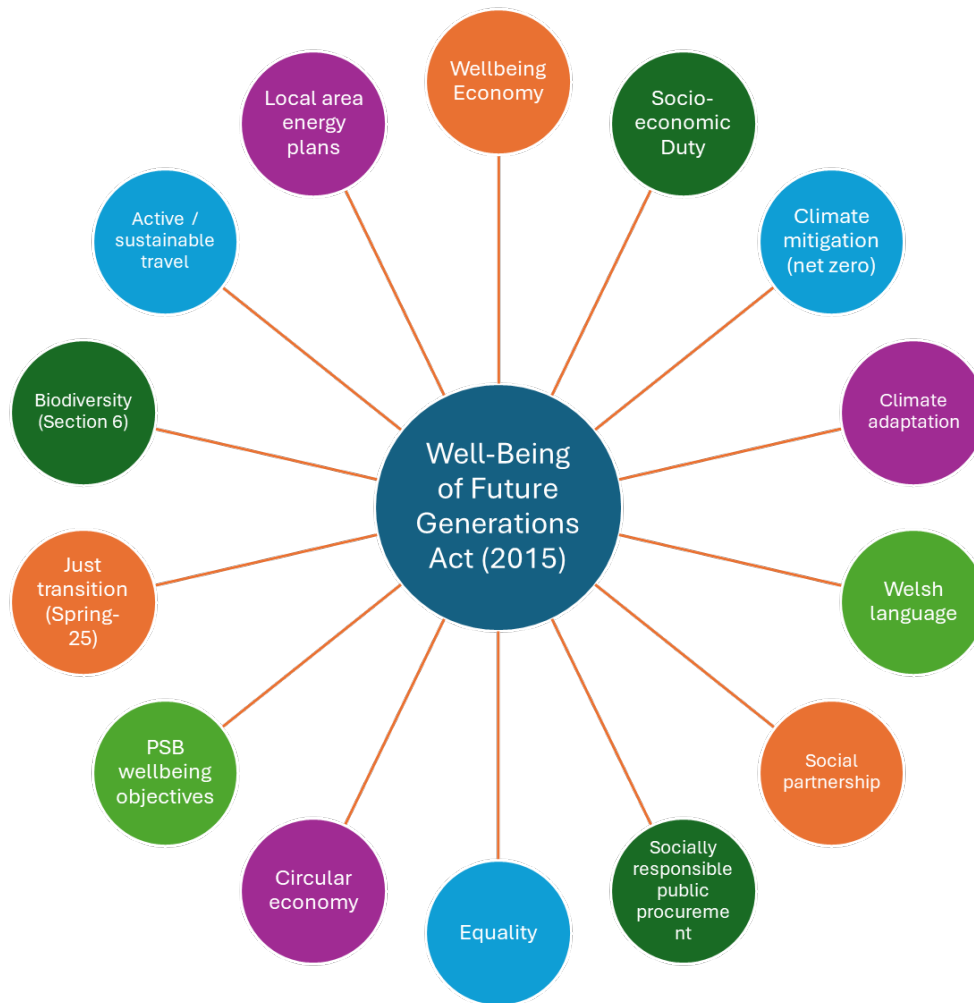 Well-Being
of Future
Generations
Act (2015)
Wellbeing
Economy
Socio-
economic
Duty
Climate
mitigation
(net zero)
Climate
adaptation
Welsh
language
Social
partnership
Socially
responsible
public
procureme
nt
Equality
Circular
economy
PSB
wellbeing
objectives
Just
transition
(Spring-
25)
Biodiversity
(Section 6)
Active /
sustainable
travel
Local area
energy
plans